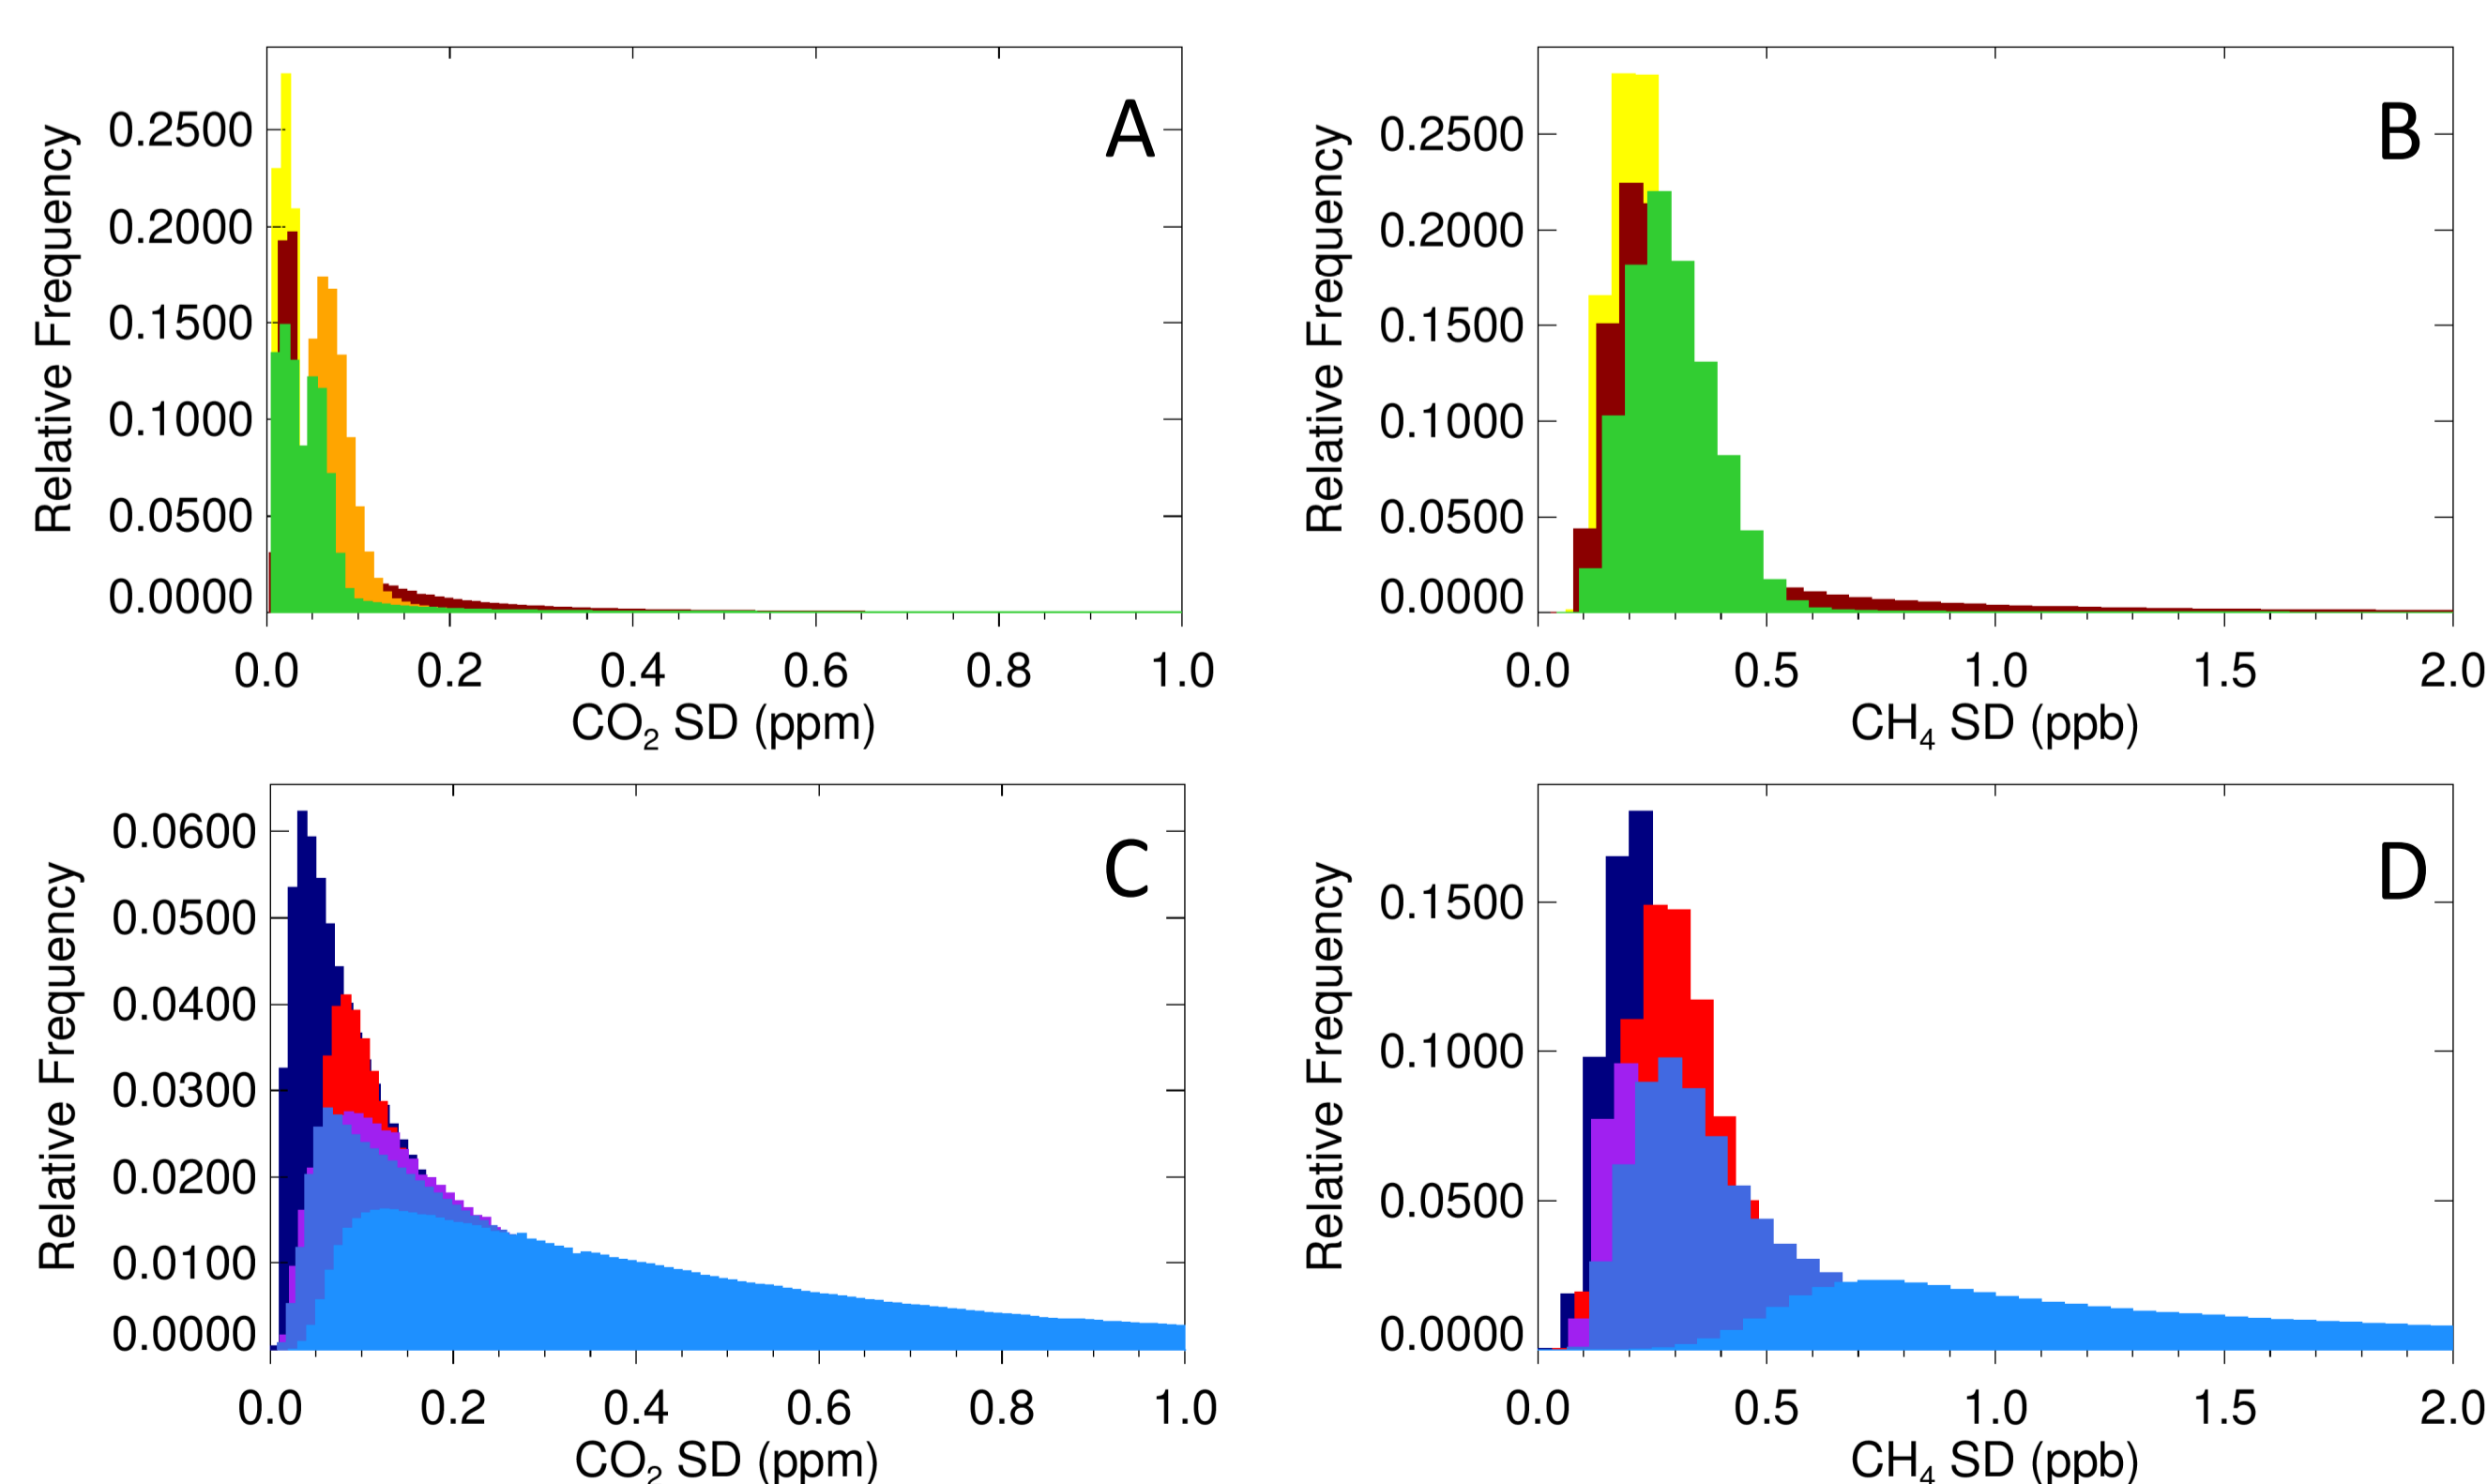 A
Relative Frequency
0.2500
0.2000
0.1500
0.1000
0.0500
0.0000
0.0 0.2 0.4 0.6 0.8 1.0
CO₂ SD (ppm)
B
Relative Frequency
0.2500
0.2000
0.1500
0.1000
0.0500
0.0000
0.0 0.5 1.0 1.5 2.0
CH₄ SD (ppb)
C
Relative Frequency
0.0600
0.0500
0.0400
0.0300
0.0200
0.0100
0.0000
0.0 0.2 0.4 0.6 0.8 1.0
CO₂ SD (ppm)
D
Relative Frequency
0.1500
0.1000
0.0500
0.0000
0.0 0.5 1.0 1.5 2.0
CH₄ SD (ppb)